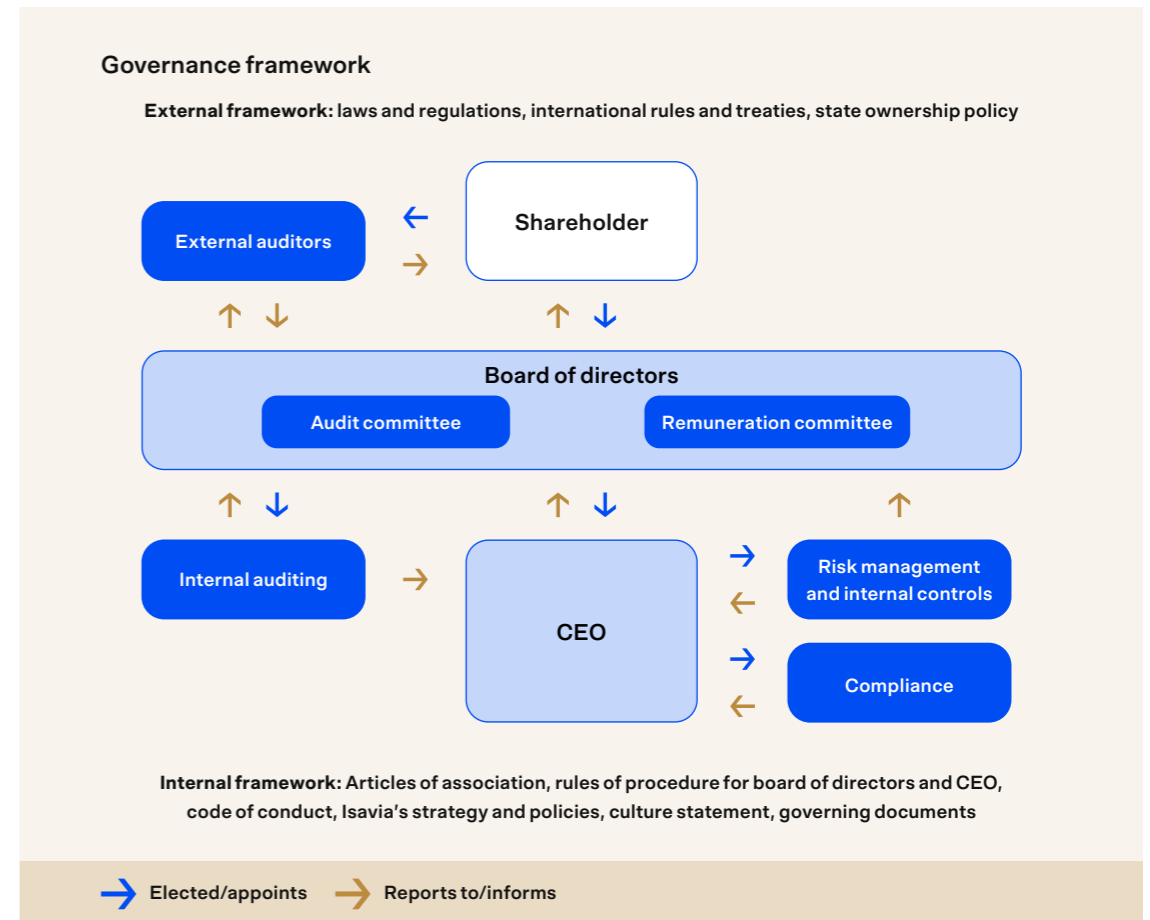 Governance framework
External framework: laws and regulations, international rules and treaties, state ownership policy
Shareholder
External auditors
Board of directors
Audit committee
Remuneration committee
Internal auditing
CEO
Risk management
and internal controls
Compliance
Internal framework: Articles of association, rules of procedure for board of directors and CEO,
code of conduct, Isavia’s strategy and policies, culture statement, governing documents
Elected/appoints
Reports to/informs